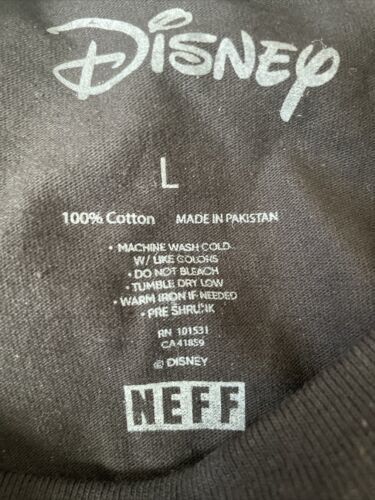 Disney
L
100% Cotton MADE IN PAKISTAN
• MACHINE WASH COLD
W/ LIKE COLORS
• DO NOT BLEACH
• TUMBLE DRY LOW
• WARM IRON IF NEEDED
• PRE SHRUNK
RN 101531
CA41859
© DISNEY
NEFF